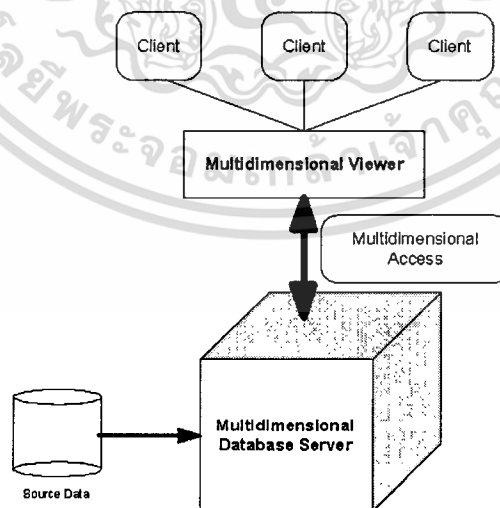 Client
Client
Client
Multidimensional Viewer
Multidimensional
Access
Multidimensional
Database Server
Source Data